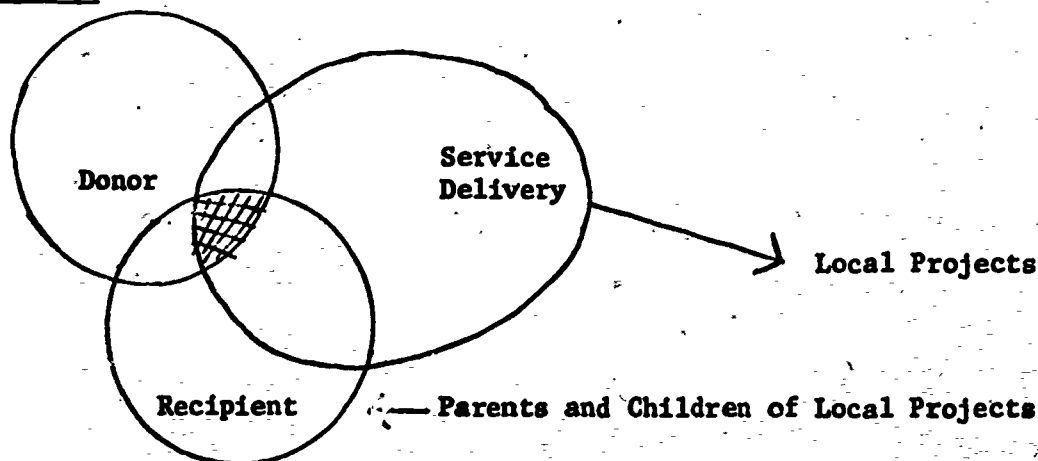 Donor
Service
Delivery
Local Projects
Recipient
Parents and Children of Local Projects